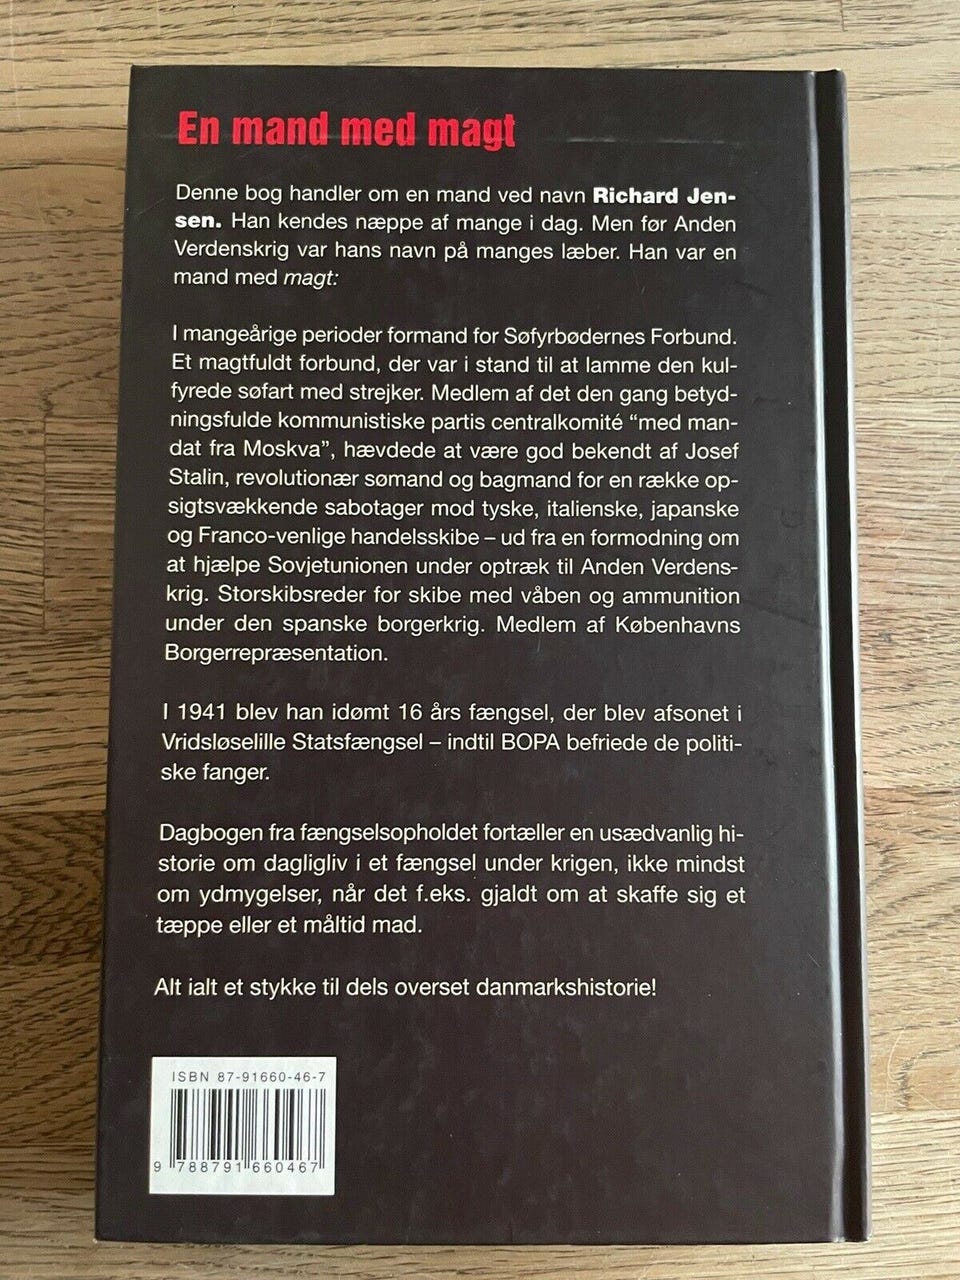 En mand med magt
Denne bog handler om en mand ved navn Richard Jen-
sen. Han kendes næppe af mange i dag. Men før Anden
Verdenskrig var hans navn på manges læber. Han var en
mand med magt:
I mangeårige perioder formand for Søfyrbødernes Forbund.
Et magtfuldt forbund, der var i stand til at lamme den kul-
fyrede søfart med strejker. Medlem af det den gang betyd-
ningsfulde kommunistiske partis centralkomité “med man-
dat fra Moskva”, hævdede at være god bekendt af Josef
Stalin, revolutionær sømand og bagmand for en række op-
sigtsvækkende sabotager mod tyske, italienske, japanske
og Franco-venlige handelsskibe – ud fra en formodning om
at hjælpe Sovjetunionen under optræk til Anden Verdens-
krig. Storskibsreder for skibe med våben og ammunition
under den spanske borgerkrig. Medlem af Københavns
Borgerrepræsentation.
I 1941 blev han idømt 16 års fængsel, der blev afsonet i
Vridsløselille Statsfængsel – indtil BOPA befriede de politi-
ske fanger.
Dagbogen fra fængselsopholdet fortæller en usædvanlig hi-
storie om dagligliv i et fængsel under krigen, ikke mindst
om ydmygelser, når det f.eks. gjaldt om at skaffe sig et
tæppe eller et måltid mad.
Alt ialt et stykke til dels overset danmarkshistorie!
ISBN 87-91660-46-7
9 788791 660467